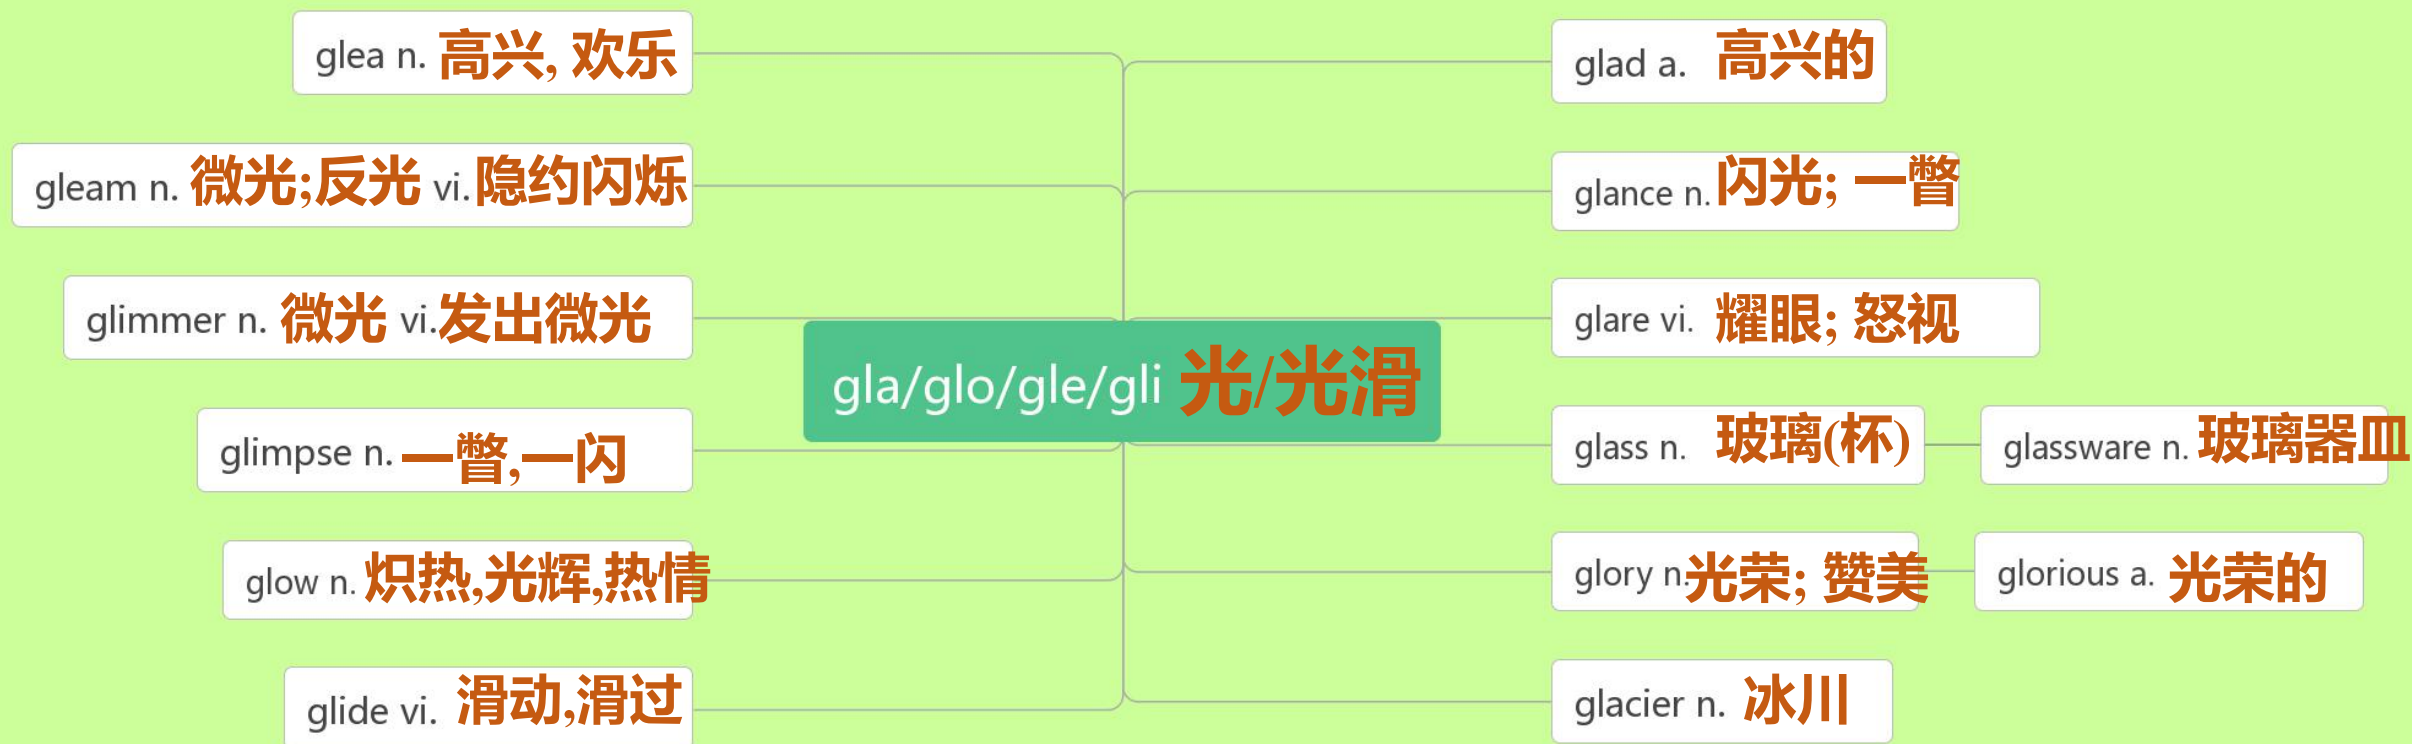 glea n. 高兴, 欢乐
gleam n. 微光;反光 vi.隐约闪烁
glimmer n. 微光 vi.发出微光
glimpse n. 一瞥,一闪
glow n. 炽热,光辉,热情
glide vi. 滑动,滑过
gla/glo/gle/gli 光/光滑
glad a. 高兴的
glance n. 闪光; 一瞥
glare vi. 耀眼; 怒视
glass n. 玻璃(杯)
glassware n. 玻璃器皿
glory n. 光荣; 赞美
glorious a. 光荣的
glacier n. 冰川